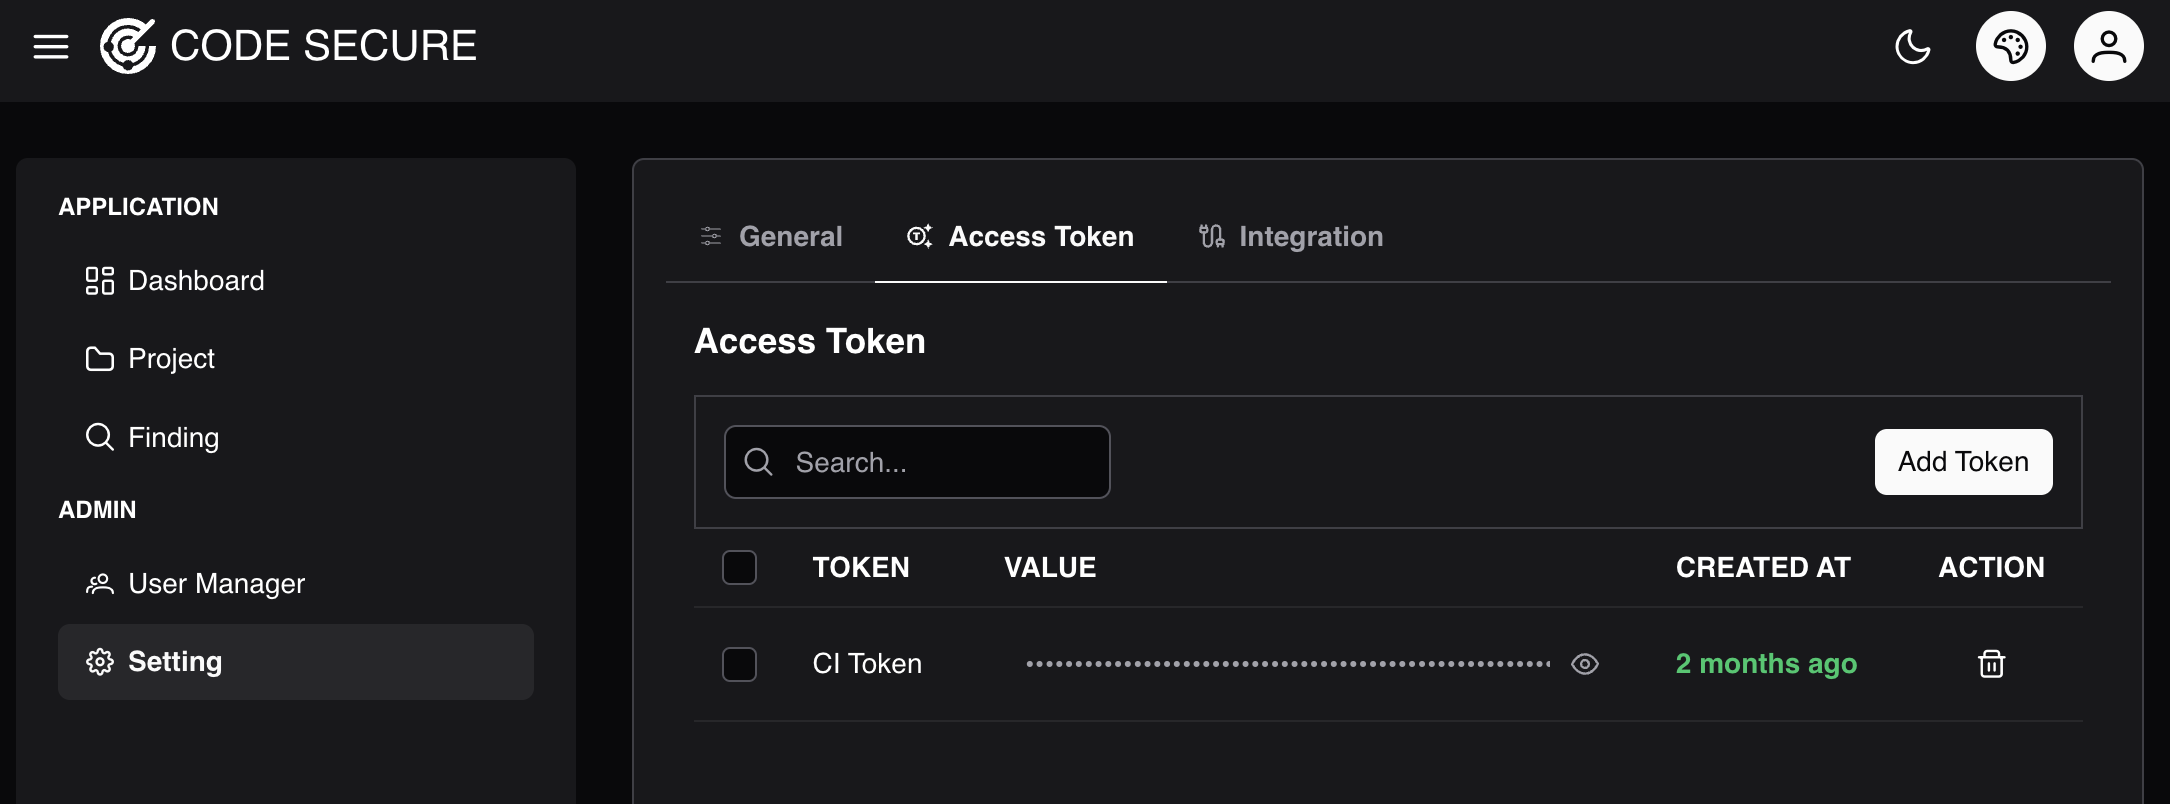 CODE SECURE
APPLICATION
Dashboard
Project
Finding
ADMIN
User Manager
Setting
General
Access Token
Integration
Access Token
Search...
Add Token
TOKEN VALUE CREATED AT ACTION
CI Token 2 months ago